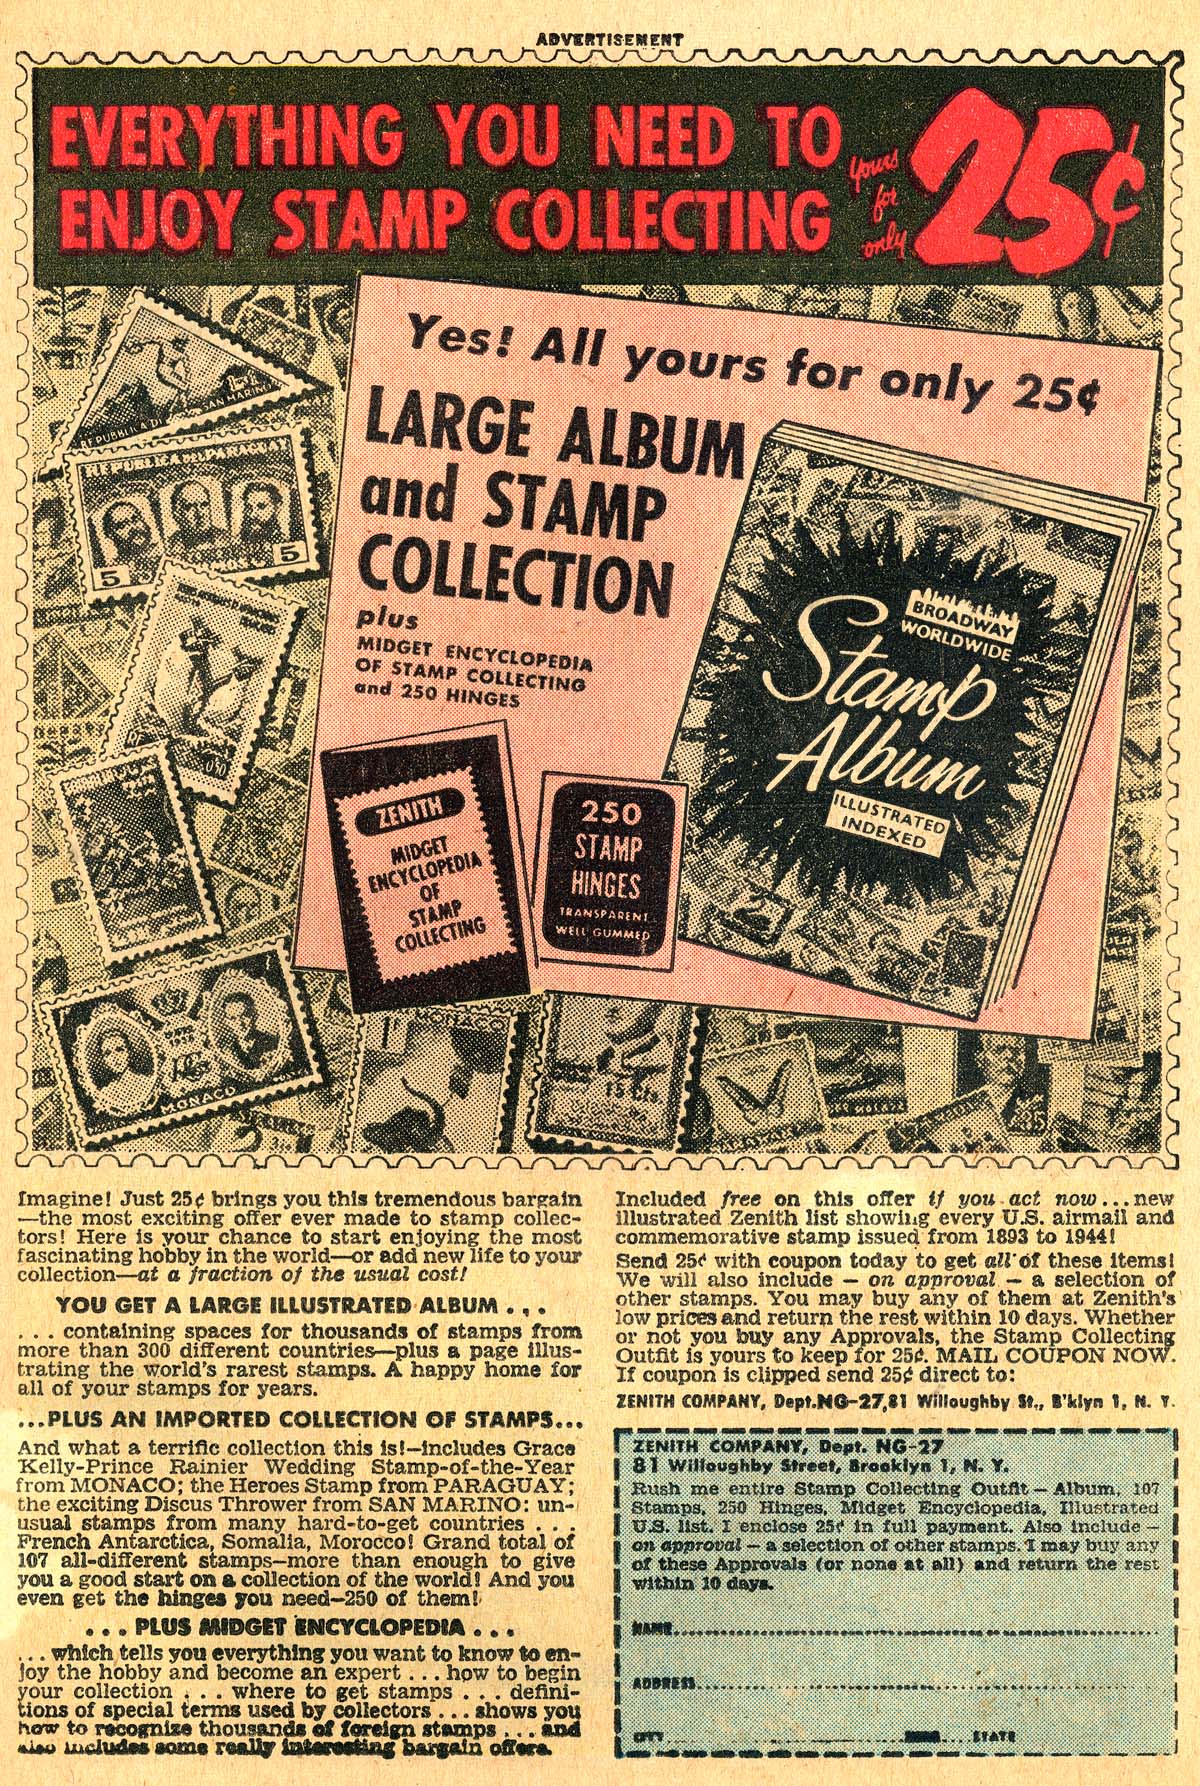 ADVERTISEMENT
EVERYTHING YOU NEED TO
ENJOY STAMP COLLECTING
yours
for
only
25¢
Yes! All yours for only 25¢
LARGE ALBUM
and STAMP
COLLECTION
plus
MIDGET ENCYCLOPEDIA
OF STAMP COLLECTING
and 250 HINGES
BROADWAY
WORLDWIDE
Stamp
Album
ILLUSTRATED
INDEXED
ZENITH
MIDGET
ENCYCLOPEDIA
OF
STAMP
COLLECTING
250
STAMP
HINGES
TRANSPARENT
WELL GUMMED
REPUBBLICA DI SAN MARINO
REPUBLICA DEL PARAGUAY
5 5
MONACO
15 Cts.
Imagine! Just 25¢ brings you this tremendous bargain
—the most exciting offer ever made to stamp collec-
tors! Here is your chance to start enjoying the most
fascinating hobby in the world—or add new life to your
collection—at a fraction of the usual cost!
YOU GET A LARGE ILLUSTRATED ALBUM . . .
. . . containing spaces for thousands of stamps from
more than 300 different countries—plus a page illus-
trating the world's rarest stamps. A happy home for
all of your stamps for years.
...PLUS AN IMPORTED COLLECTION OF STAMPS...
And what a terrific collection this is!—includes Grace
Kelly-Prince Rainier Wedding Stamp-of-the-Year
from MONACO; the Heroes Stamp from PARAGUAY;
the exciting Discus Thrower from SAN MARINO: un-
usual stamps from many hard-to-get countries . . .
French Antarctica, Somalia, Morocco! Grand total of
107 all-different stamps—more than enough to give
you a good start on a collection of the world! And you
even get the hinges you need—250 of them!
. . . PLUS MIDGET ENCYCLOPEDIA . . .
. . . which tells you everything you want to know to en-
joy the hobby and become an expert . . . how to begin
your collection . . . where to get stamps . . . defini-
tions of special terms used by collectors . . . shows you
how to recognize thousands of foreign stamps . . . and
also includes some really interesting bargain offers.
Included free on this offer if you act now...new
illustrated Zenith list showing every U.S. airmail and
commemorative stamp issued from 1893 to 1944!
Send 25¢ with coupon today to get all of these items!
We will also include — on approval — a selection of
other stamps. You may buy any of them at Zenith's
low prices and return the rest within 10 days. Whether
or not you buy any Approvals, the Stamp Collecting
Outfit is yours to keep for 25¢. MAIL COUPON NOW.
If coupon is clipped send 25¢ direct to:
ZENITH COMPANY, Dept.NG-27,81 Willoughby St., B'klyn 1, N. Y.
ZENITH COMPANY, Dept. NG-27
81 Willoughby Street, Brooklyn 1, N. Y.
Rush me entire Stamp Collecting Outfit — Album, 107
Stamps, 250 Hinges, Midget Encyclopedia, Illustrated
U.S. list. I enclose 25¢ in full payment. Also include —
on approval — a selection of other stamps. I may buy any
of these Approvals (or none at all) and return the rest
within 10 days.
NAME
ADDRESS
CITY STATE